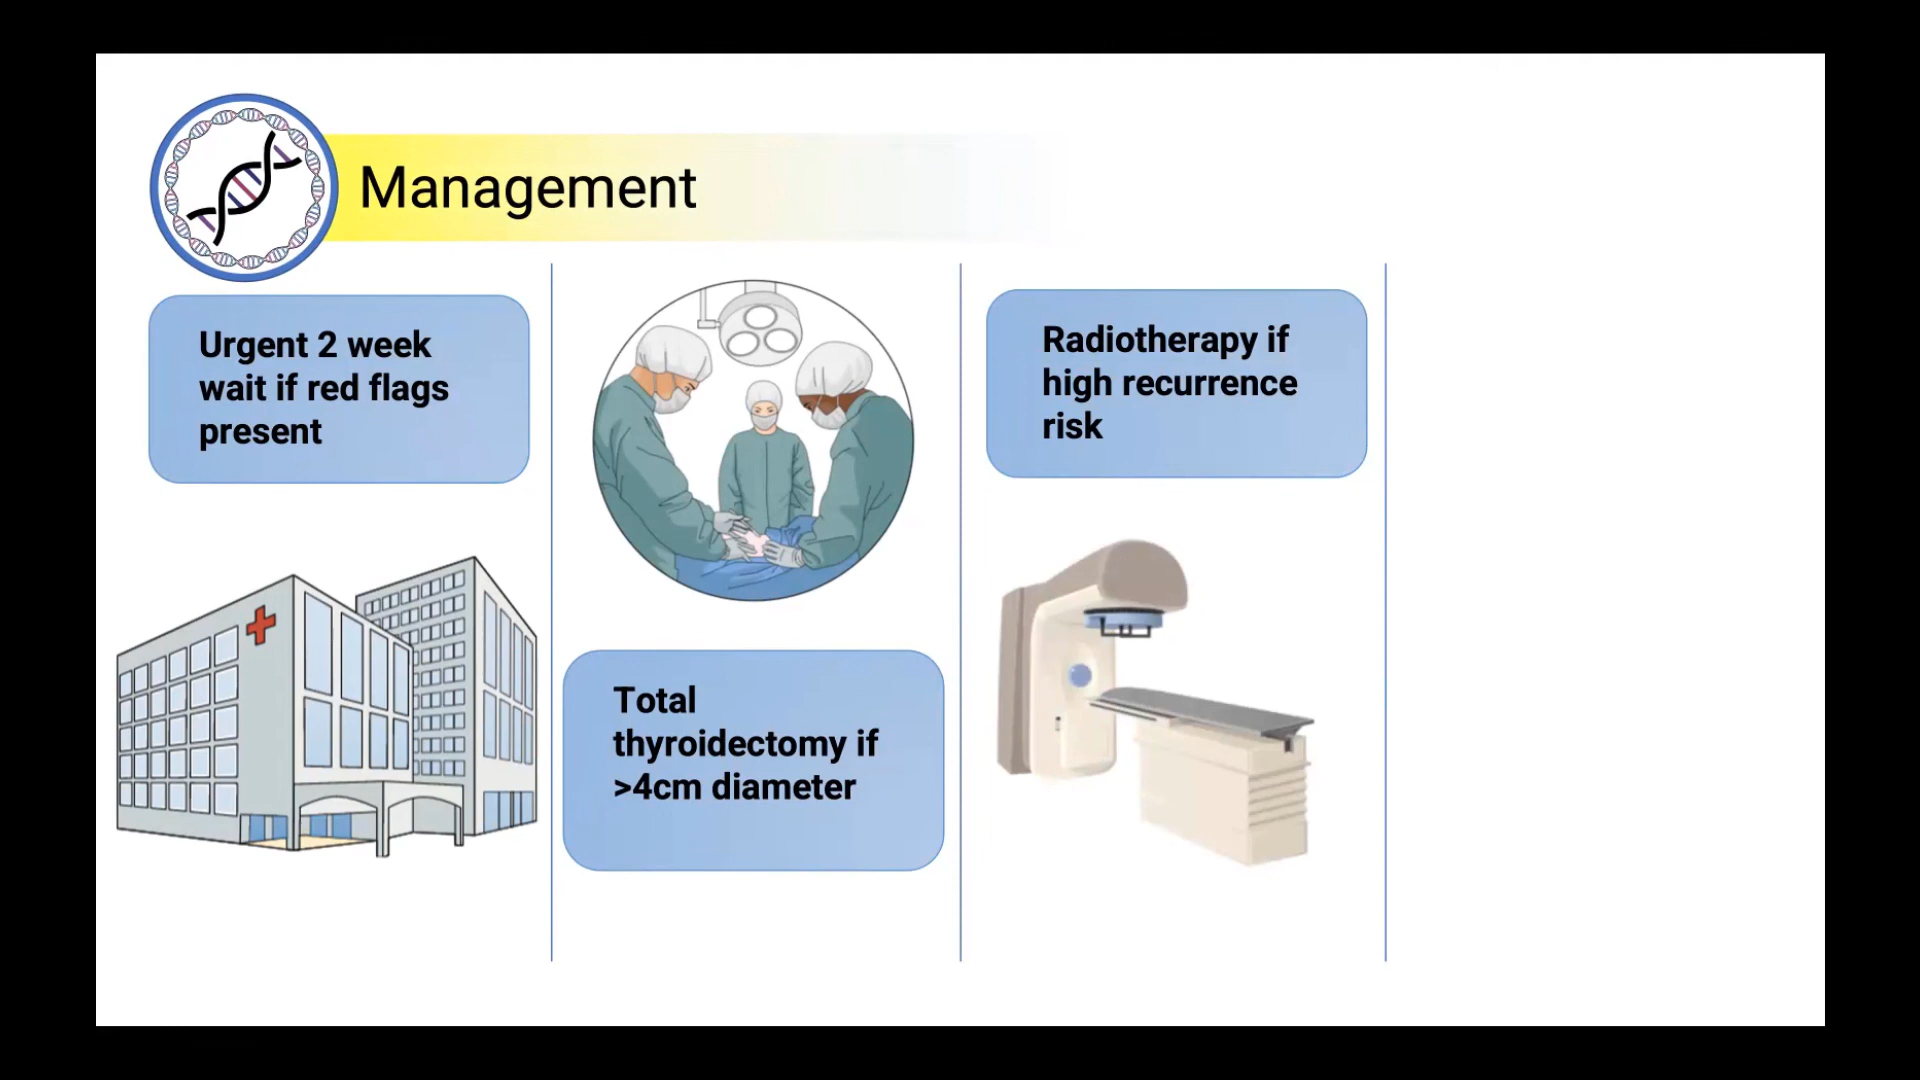 Management
Urgent 2 week
wait if red flags
present
Total
thyroidectomy if
>4cm diameter
Radiotherapy if
high recurrence
risk